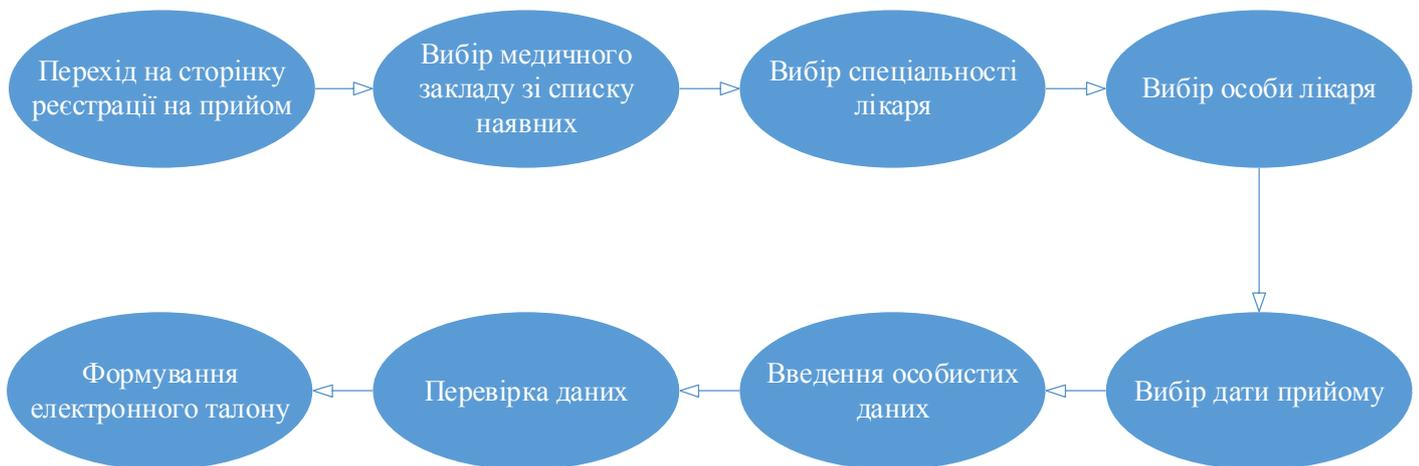 Перехід на сторінку
реєстрації на прийом
Вибір медичного
закладу зі списку
наявних
Вибір спеціальності
лікаря
Вибір особи лікаря
Вибір дати прийому
Введення особистих
даних
Перевірка даних
Формування
електронного талону